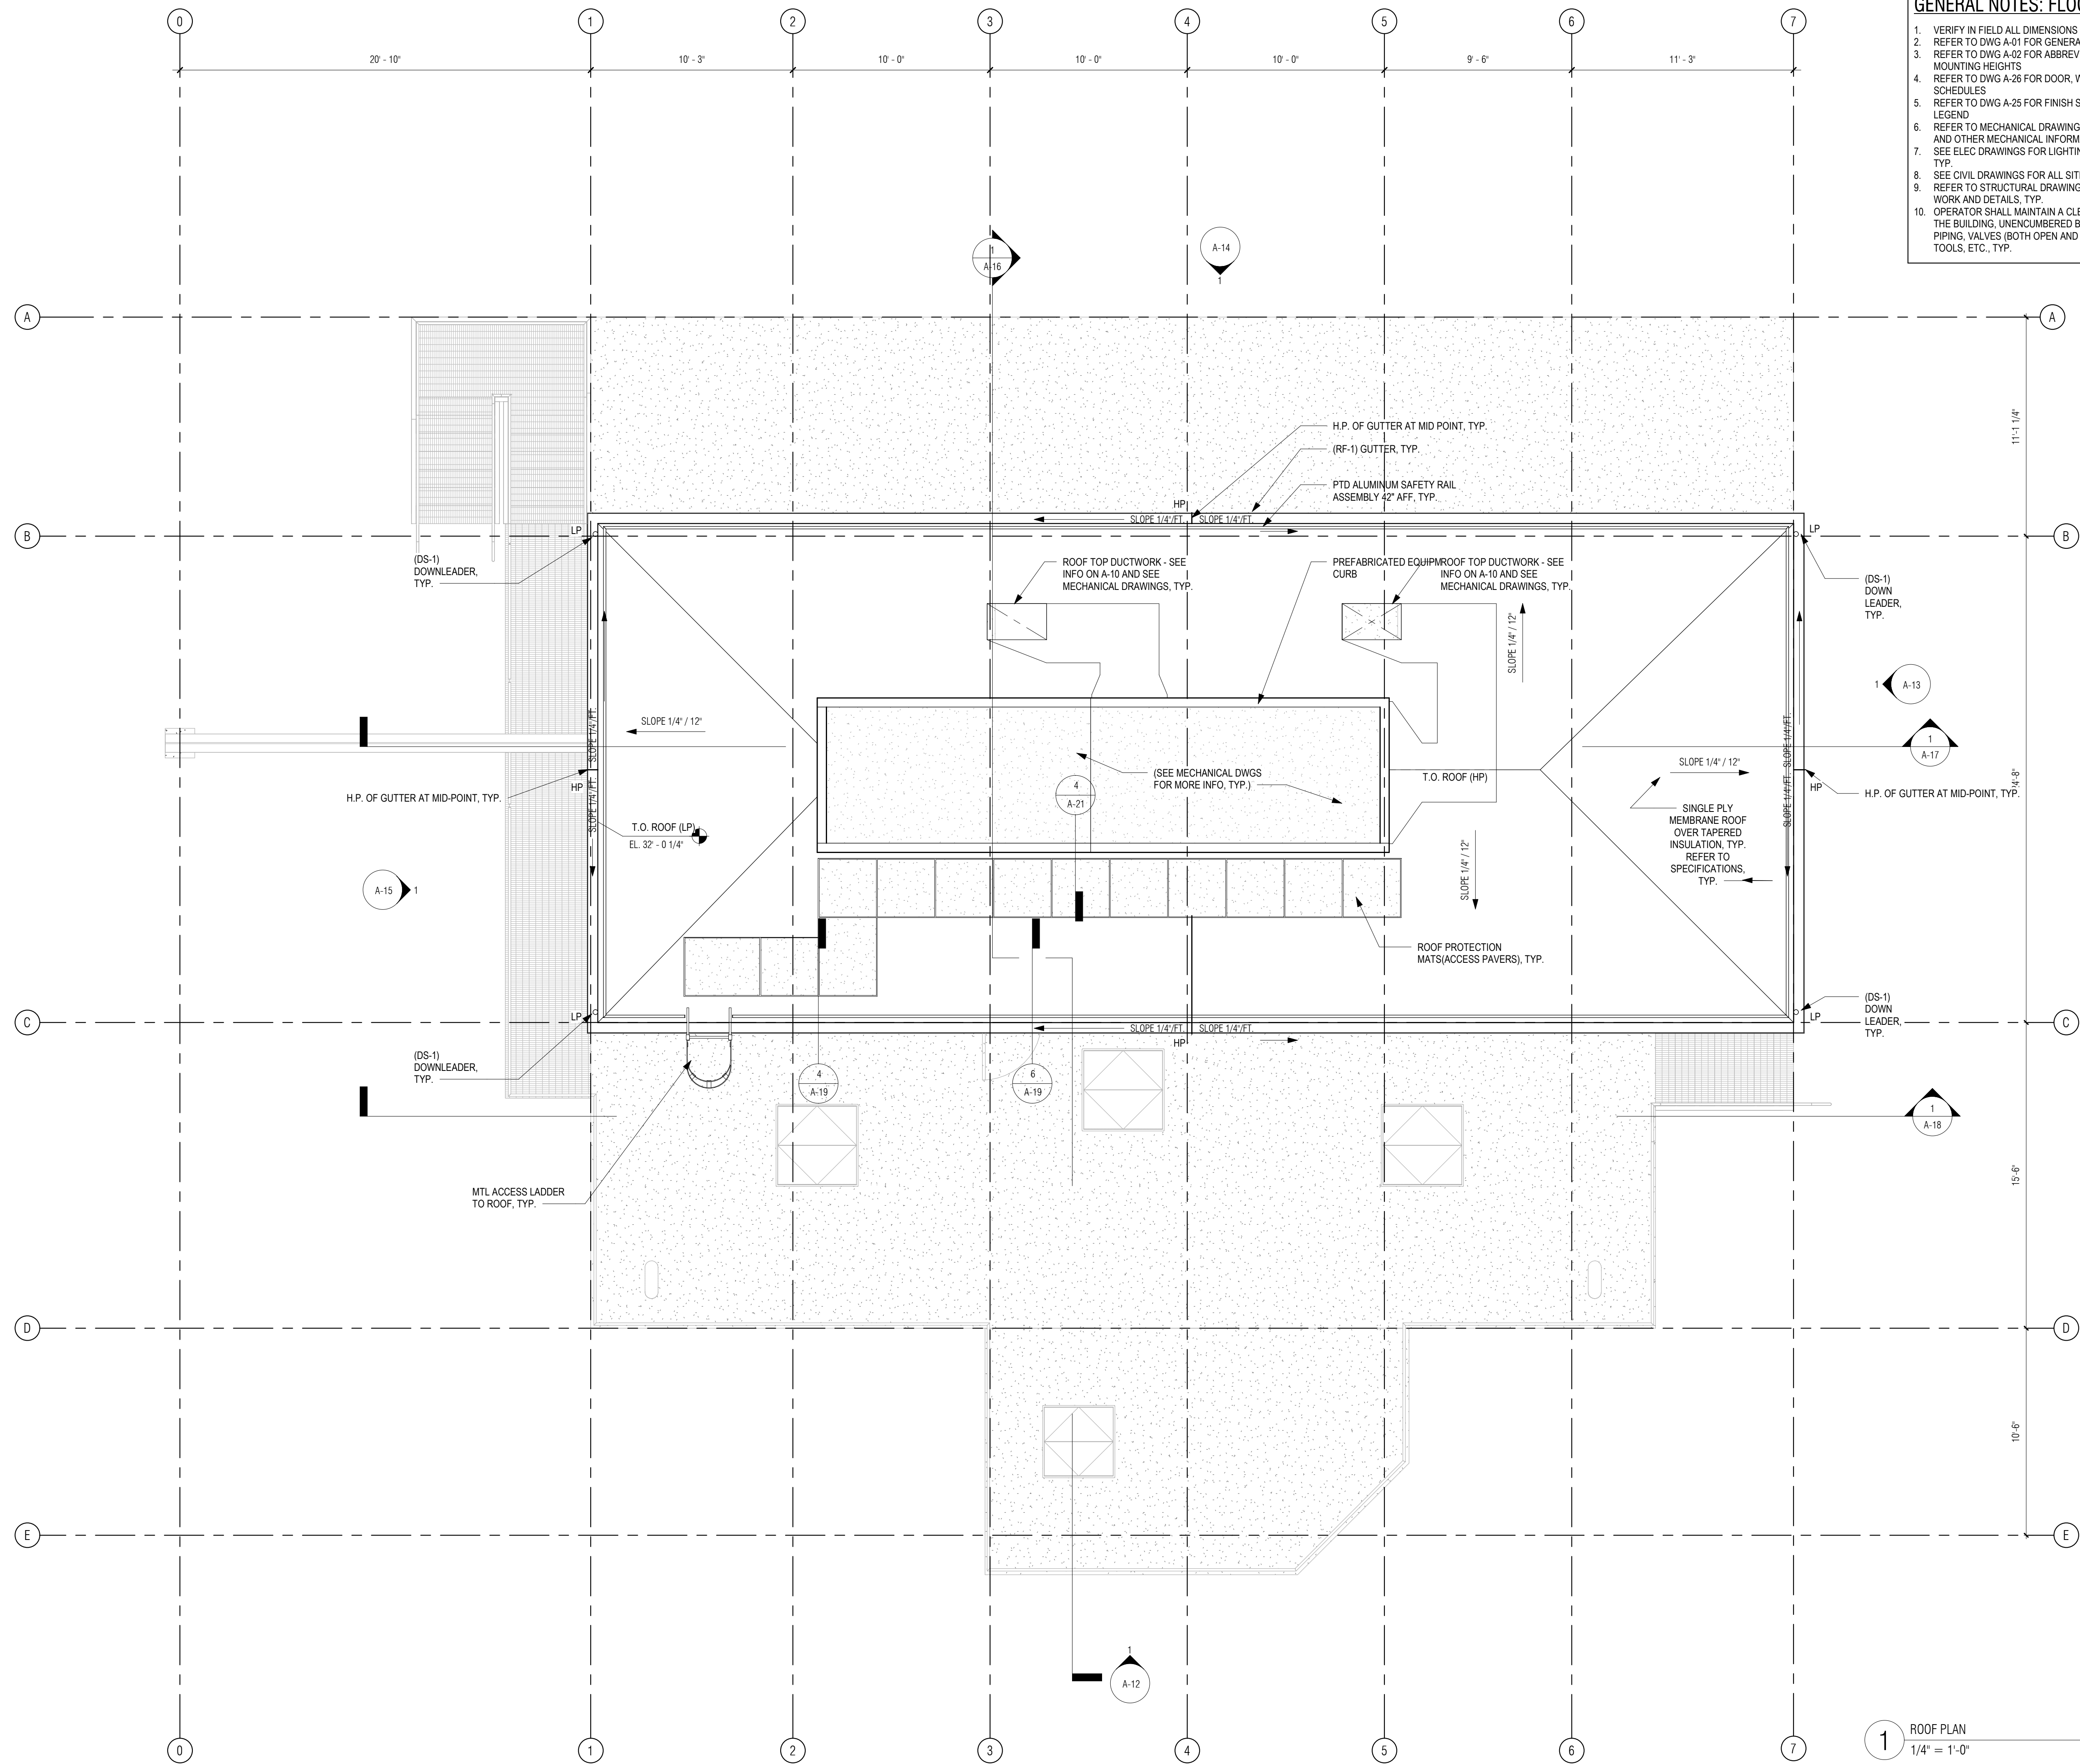 0
1
2
3
4
5
6
7
20' - 10"
10' - 3"
10' - 0"
10' - 0"
10' - 0"
9' - 6"
11' - 3"
GENERAL NOTES:
1. VERIFY IN FIELD ALL DIMENSIONS
2. REFER TO DWG A-01 FOR
3. REFER TO DWG A-02 FOR
MOUNTING HEIGHTS
4. REFER TO DWG A-26 FOR DOOR,
SCHEDULES
5. REFER TO DWG A-25 FOR FINISH
LEGEND
6. REFER TO MECHANICAL
AND OTHER MECHANICAL
7. SEE ELEC DRAWINGS FOR
TYP.
8. SEE CIVIL DRAWINGS FOR ALL
9. REFER TO STRUCTURAL
WORK AND DETAILS, TYP.
10. OPERATOR SHALL MAINTAIN A
THE BUILDING, UNENCUMBERED
PIPING, VALVES (BOTH OPEN AND
TOOLS, ETC., TYP.
1
A-16
A-14
1
A
A
11'-1 1/4"
H.P. OF GUTTER AT MID POINT, TYP.
(RF-1) GUTTER, TYP.
PTD ALUMINUM SAFETY RAIL
ASSEMBLY 42" AFF, TYP.
HP
SLOPE 1/4"/FT.
SLOPE 1/4"/FT.
LP
LP
B
B
(DS-1)
DOWNLEADER,
TYP.
ROOF TOP DUCTWORK - SEE
INFO ON A-10 AND SEE
MECHANICAL DRAWINGS, TYP.
PREFABRICATED
CURB
ROOF TOP DUCTWORK - SEE
INFO ON A-10 AND SEE
MECHANICAL DRAWINGS, TYP.
(DS-1)
DOWN
LEADER,
TYP.
SLOPE 1/4" / 12"
1
A-13
SLOPE 1/4" / 12"
SLOPE 1/4"/FT.
SLOPE 1/4"/FT.
1
A-17
SLOPE 1/4" / 12"
(SEE MECHANICAL DWGS
FOR MORE INFO, TYP.)
T.O. ROOF (HP)
4
A-21
H.P. OF GUTTER AT MID-POINT, TYP.
HP
SLOPE 1/4"/FT.
SLOPE 1/4"/FT.
HP
H.P. OF GUTTER AT MID-POINT, TYP.
T.O. ROOF (LP)
EL. 32' - 0 1/4"
SINGLE PLY
MEMBRANE ROOF
OVER TAPERED
INSULATION, TYP.
REFER TO
SPECIFICATIONS,
TYP.
SLOPE 1/4" / 12"
A-15
1
ROOF PROTECTION
MATS(ACCESS PAVERS), TYP.
(DS-1)
DOWN
LEADER,
TYP.
LP
LP
C
C
SLOPE 1/4"/FT.
SLOPE 1/4"/FT.
HP
(DS-1)
DOWNLEADER,
TYP.
4
A-19
6
A-19
1
A-18
MTL ACCESS LADDER
TO ROOF, TYP.
15'-6"
D
D
10'-6"
E
E
1
A-12
0
1
2
3
4
5
6
7
1
ROOF PLAN
1/4" = 1'-0"